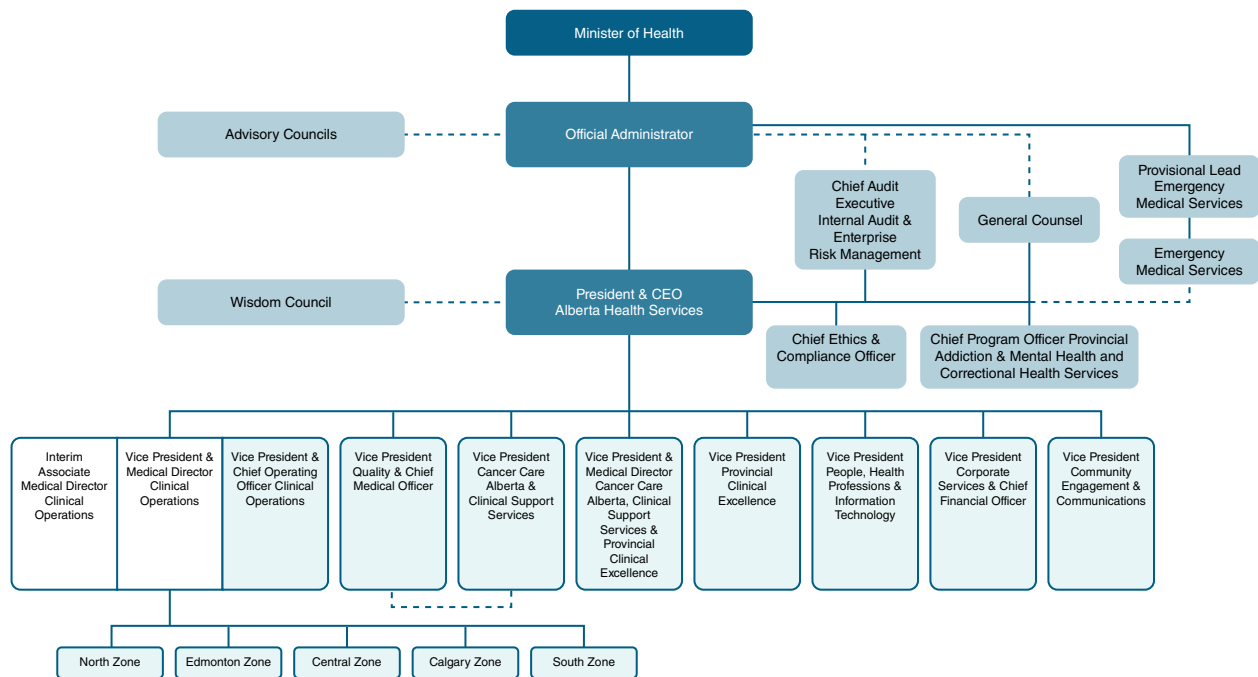 Minister of Health
Advisory Councils
Official Administrator
Chief Audit
Executive
Internal Audit &
Enterprise
Risk Management
General Counsel
Provisional Lead
Emergency
Medical Services
Emergency
Medical Services
Wisdom Council
President & CEO
Alberta Health Services
Chief Ethics &
Compliance Officer
Chief Program Officer Provincial
Addiction & Mental Health and
Correctional Health Services
Interim
Associate
Medical Director
Clinical
Operations
Vice President &
Medical Director
Clinical
Operations
Vice President &
Chief Operating
Officer Clinical
Operations
Vice President
Quality & Chief
Medical Officer
Vice President
Cancer Care
Alberta &
Clinical Support
Services
Vice President &
Medical Director
Cancer Care
Alberta, Clinical
Support
Services &
Provincial
Clinical
Excellence
Vice President
Provincial
Clinical
Excellence
Vice President
People, Health
Professions &
Information
Technology
Vice President
Corporate
Services & Chief
Financial Officer
Vice President
Community
Engagement &
Communications
North Zone
Edmonton Zone
Central Zone
Calgary Zone
South Zone